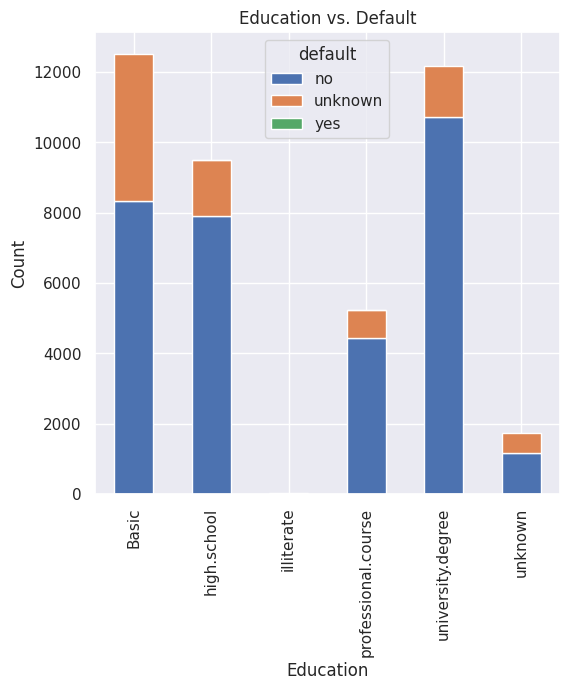 Education vs. Default
default
no
unknown
yes
12000
10000
8000
6000
4000
2000
0
Count
Basic
high.school
illiterate
professional.course
university.degree
unknown
Education